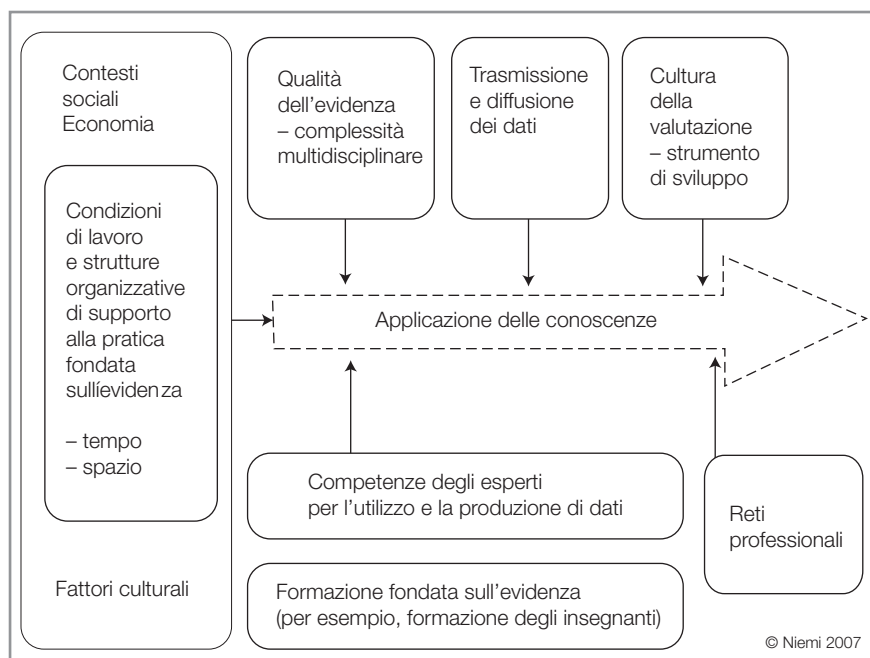 Contesti
sociali
Economia
Condizioni
di lavoro
e strutture
organizzative
di supporto
alla pratica
fondata
sullíevidenza
– tempo
– spazio
Fattori culturali
Qualità
dell’evidenza
– complessità
multidisciplinare
Trasmissione
e diffusione
dei dati
Cultura
della
valutazione
– strumento
di sviluppo
Applicazione delle conoscenze
Competenze degli esperti
per l’utilizzo e la produzione di dati
Reti
professionali
Formazione fondata sull’evidenza
(per esempio, formazione degli insegnanti)
© Niemi 2007